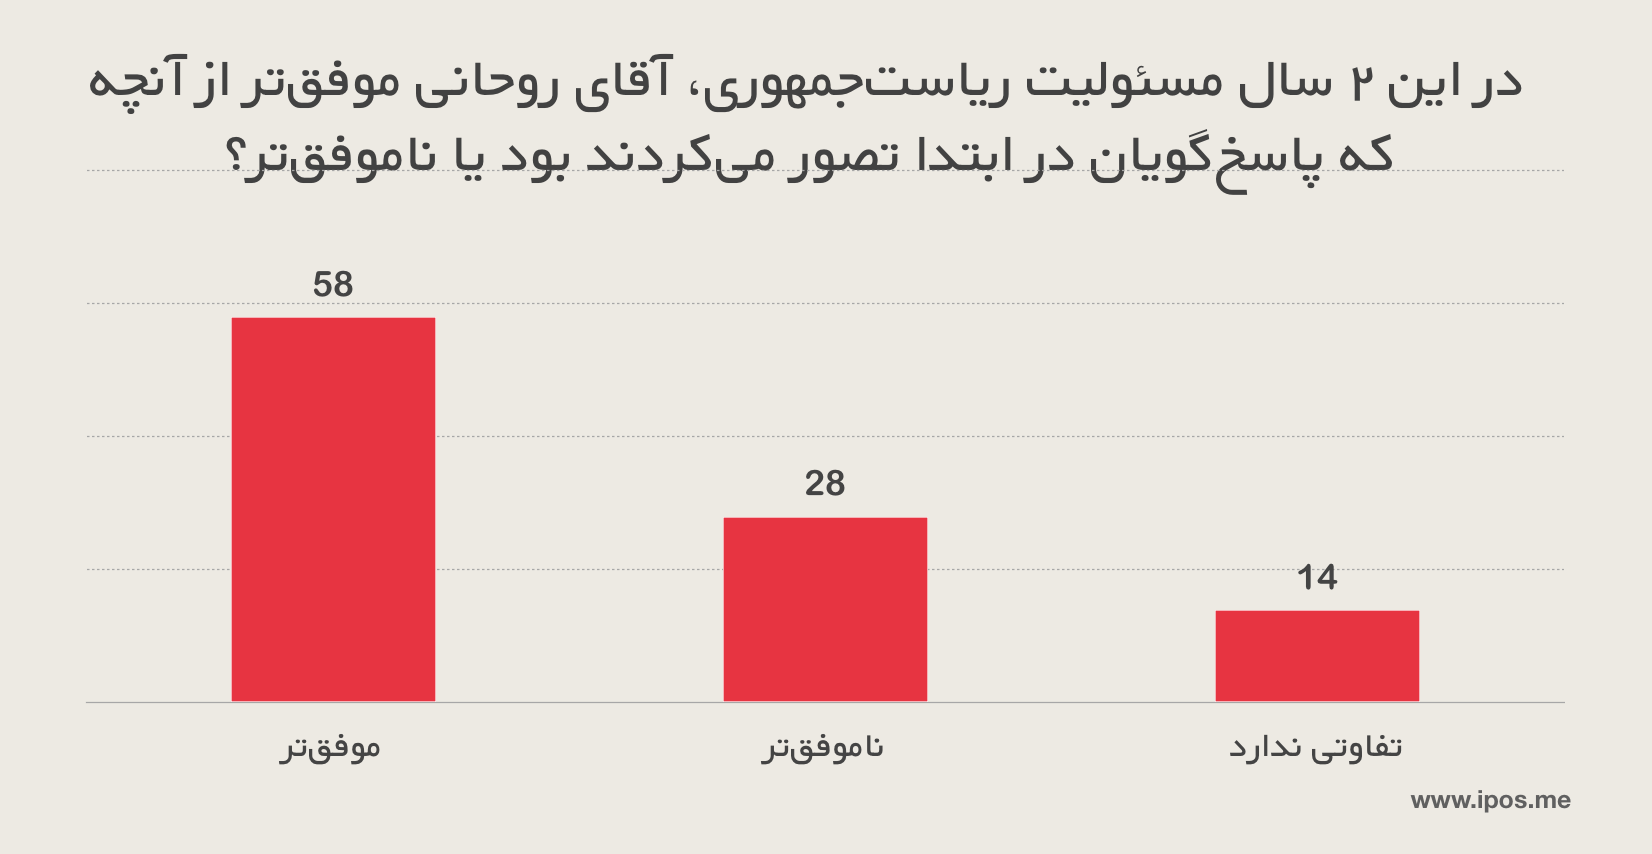 در این ۲ سال مسئولیت ریاست‌جمهوری، آقای روحانی موفق‌تر از آنچه
که پاسخ‌گویان در ابتدا تصور می‌کردند بود یا ناموفق‌تر؟
58
28
14
موفق‌تر
ناموفق‌تر
تفاوتی ندارد
www.ipos.me